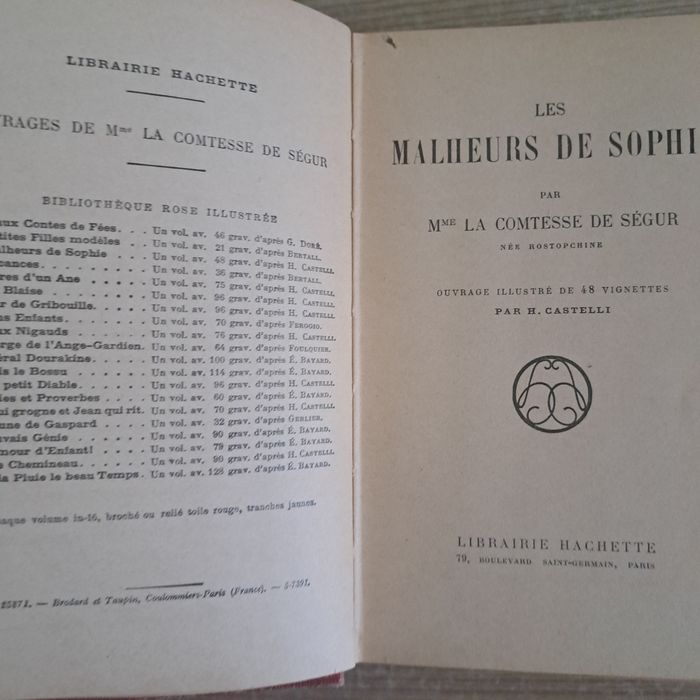 LIBRAIRIE HACHETTE
VRAGES DE Mme LA COMTESSE DE SÉGUR
BIBLIOTHÈQUE ROSE ILLUSTRÉE
aux Contes de Fées. . . Un vol. av. 46 grav. d'après G. Doré.
tites Filles modèles . . Un vol. av. 21 grav. d'après Bertall.
alheurs de Sophie . . . Un vol. av. 48 grav. d'après H. Castelli.
cances. . . . . . . . Un vol. av. 36 grav. d'après Bertall.
res d'un Ane . . . . . Un vol. av. 75 grav. d'après H. Castelli.
Blaise . . . . . . . . Un vol. av. 96 grav. d'après H. Castelli.
r de Gribouille. . . . . Un vol. av. 96 grav. d'après H. Castelli.
ns Enfants. . . . . . . Un vol. av. 70 grav. d'après Ferogio.
ux Nigauds . . . . . . Un vol. av. 76 grav. d'après H. Castelli.
erge de l'Ange-Gardien. Un vol. av. 64 grav. d'après Foulquier.
éral Dourakine. . . . . Un vol. av. 100 grav. d'après É. Bayard.
is le Bossu . . . . . . Un vol. av. 114 grav. d'après É. Bayard.
petit Diable. . . . . . Un vol. av. 96 grav. d'après H. Castelli.
ies et Proverbes . . . . Un vol. av. 60 grav. d'après É. Bayard.
ui grogne et Jean qui rit. Un vol. av. 70 grav. d'après H. Castelli.
une de Gaspard . . . . Un vol. av. 32 grav. d'après Gerlier.
uvais Génie . . . . . . Un vol. av. 90 grav. d'après É. Bayard.
mour d'Enfant! . . . . Un vol. av. 79 grav. d'après É. Bayard.
e Chemineau. . . . . . Un vol. av. 90 grav. d'après H. Castelli.
la Pluie le beau Temps. Un vol. av. 128 grav. d'après É. Bayard.
aque volume in-16, broché ou relié toile rouge, tranches jaunes.
25874. — Brodard et Taupin, Coulommiers-Paris (France). — 5-7391.
LES
MALHEURS DE SOPHI
PAR
MME LA COMTESSE DE SÉGUR
NÉE ROSTOPCHINE
OUVRAGE ILLUSTRÉ DE 48 VIGNETTES
PAR H. CASTELLI
LIBRAIRIE HACHETTE
79, BOULEVARD SAINT-GERMAIN, PARIS